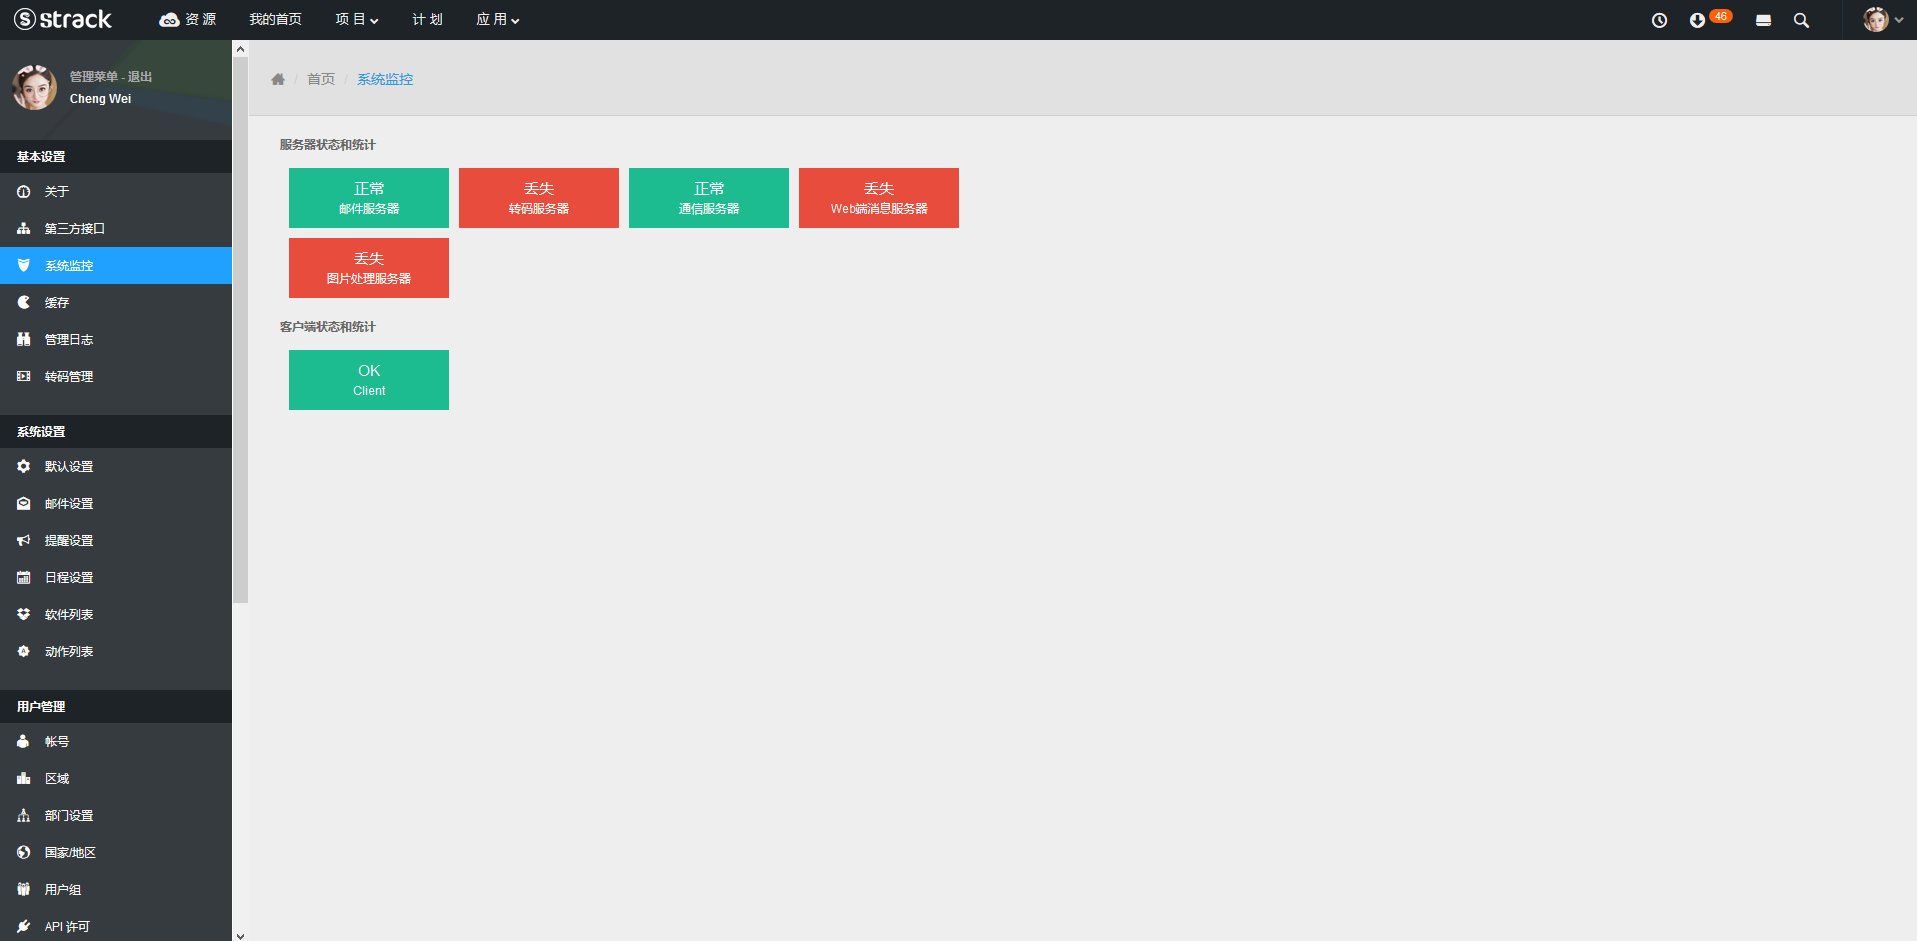 strack
资 源
我的首页
项 目
计 划
应 用
46
管理菜单 - 退出
Cheng Wei
基本设置
关于
第三方接口
系统监控
缓存
管理日志
转码管理
系统设置
默认设置
邮件设置
提醒设置
日程设置
软件列表
动作列表
用户管理
帐号
区域
部门设置
国家/地区
用户组
API 许可
/ 首页 / 系统监控
服务器状态和统计
正常
邮件服务器
丢失
转码服务器
正常
通信服务器
丢失
Web端消息服务器
丢失
图片处理服务器
客户端状态和统计
OK
Client